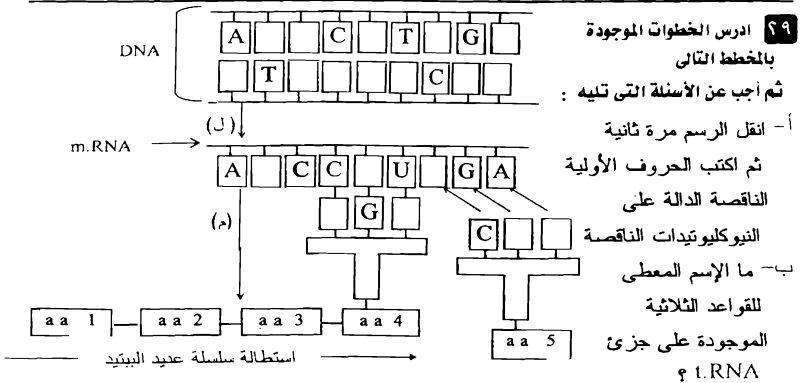 ٢٩ ادرس الخطوات الموجودة
بالمخطط التالى
ثم أجب عن الأسئلة التى تليه :
أ- انقل الرسم مرة ثانية
ثم اكتب الحروف الأولية
الناقصة الدالة على
النيوكليوتيدات الناقصة
ب- ما الإسم المعطى
للقواعد الثلاثية
الموجودة على جزئ
t.RNA ؟
DNA
A C T G
T C
(ل)
m.RNA
A C C U G A
G
(م)
C
aa 1 aa 2 aa 3 aa 4
aa 5
استطالة سلسلة عديد الببتيد